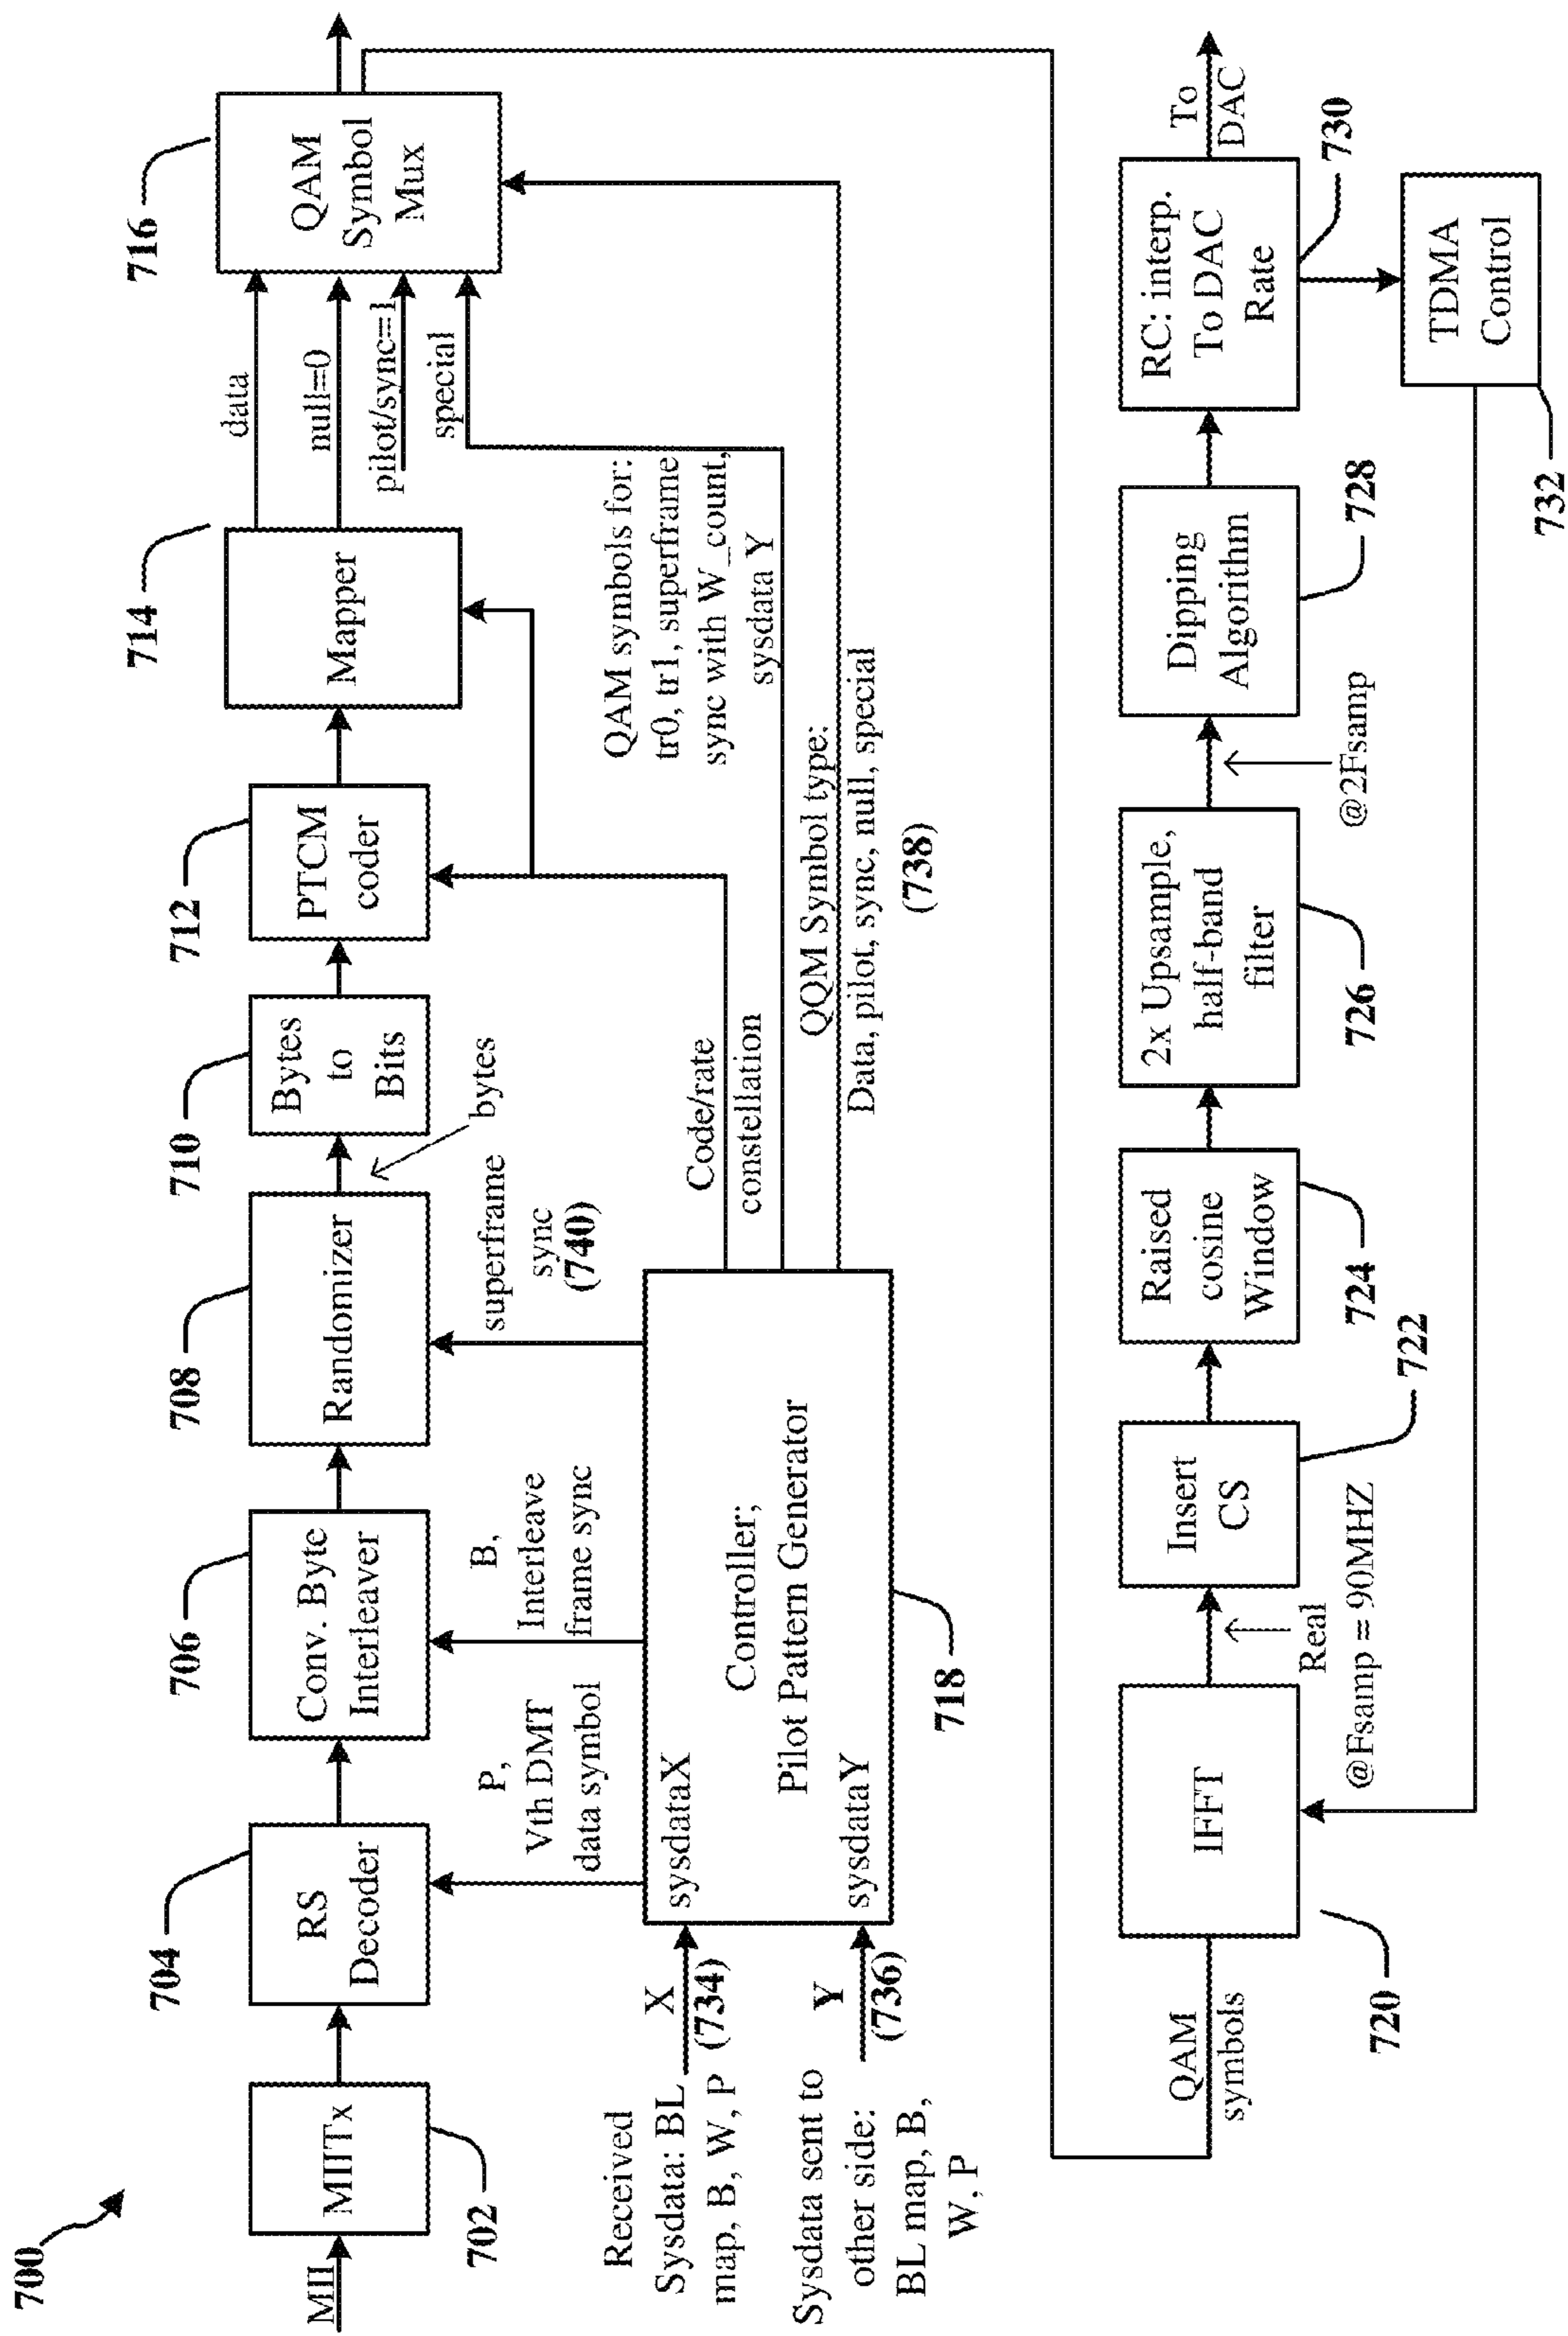 700
MII
MIITx
702
RS
Decoder
704
Conv. Byte
Interleaver
706
Randomizer
708
bytes
Bytes
to
Bits
710
PTCM
coder
712
Mapper
714
data
null=0
pilot/sync=1
special
QAM
Symbol
Mux
716
P,
Vth DMT
data symbol
B,
Interleave
frame sync
superframe
sync
(740)
Code/rate
constellation
QAM symbols for:
tr0, tr1, superframe
sync with W_count,
sysdata Y
QQM Symbol type:
Data, pilot, sync, null, special
(738)
Received
Sysdata: BL
map, B, W, P
X
(734)
Sysdata sent to
other side:
BL map, B,
W, P
Y
(736)
sysdataX
sysdataY
Controller;
Pilot Pattern Generator
718
QAM
symbols
IFFT
720
Real
@Fsamp = 90MHZ
Insert
CS
722
Raised
cosine
Window
724
2x Upsample,
half-band
filter
726
@2Fsamp
Dipping
Algorithm
728
RC: interp.
To DAC
Rate
730
To
DAC
TDMA
Control
732